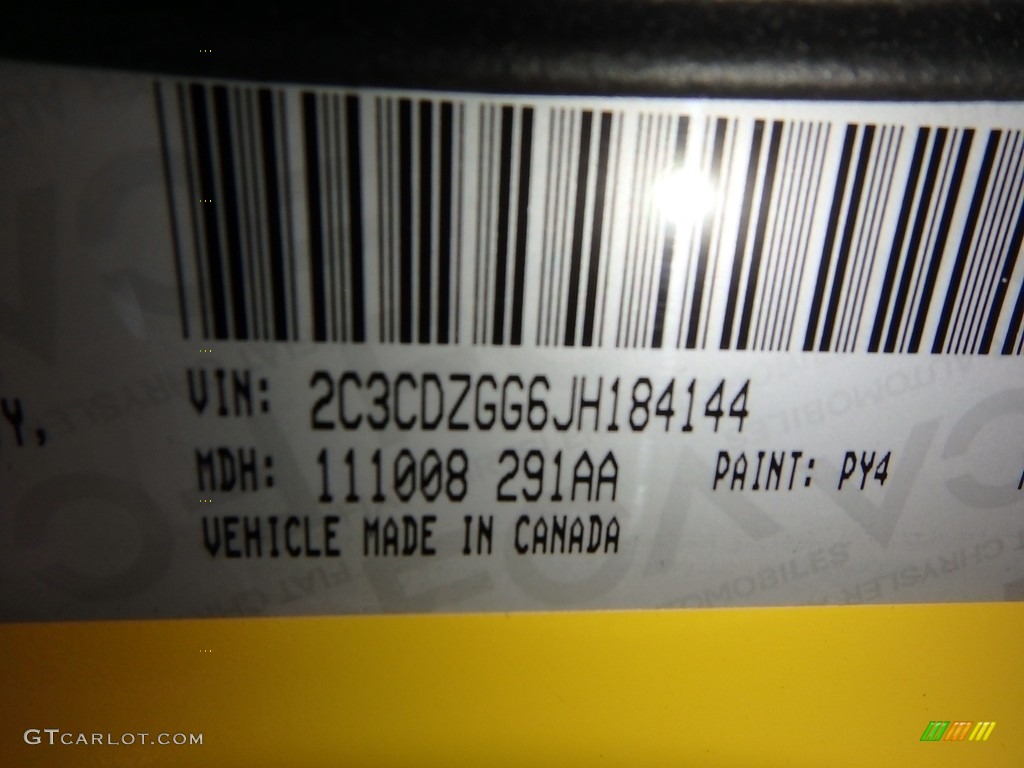 VIN: 2C3CDZGG6JH184144
Y,
MDH: 111008 291AA PAINT: PY4
VEHICLE MADE IN CANADA
GTCARLOT.COM